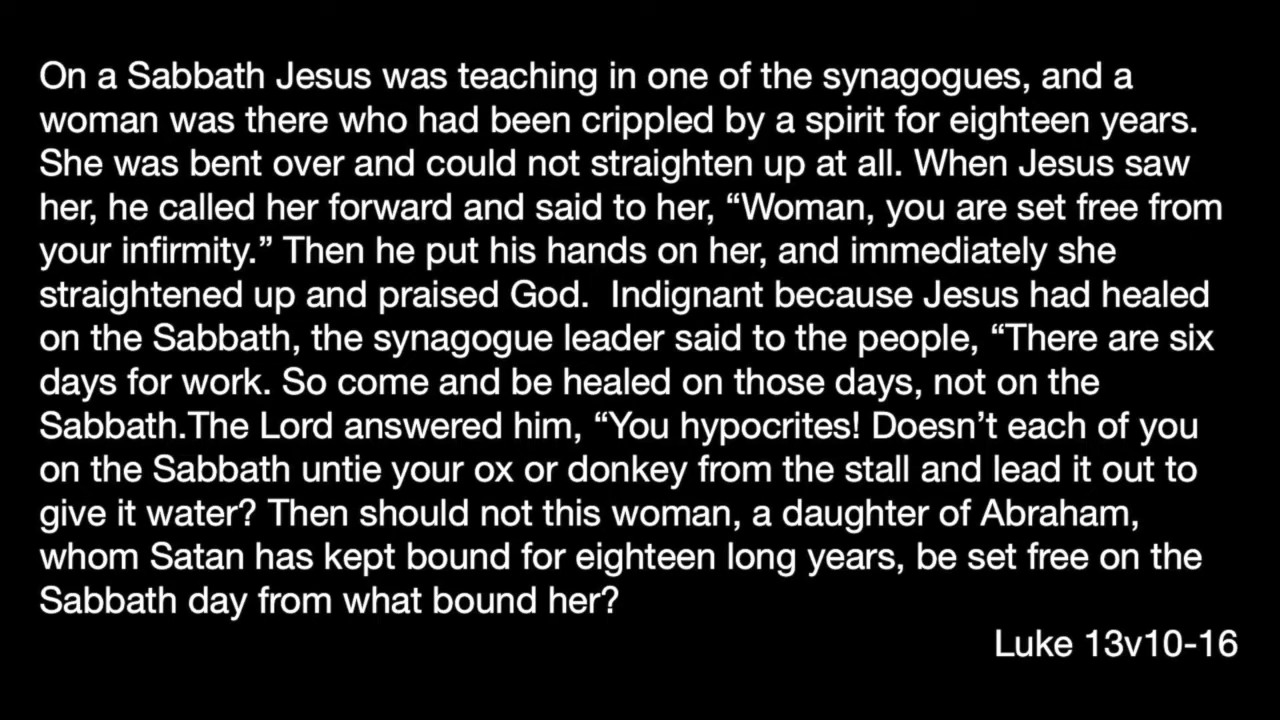 On a Sabbath Jesus was teaching in one of the synagogues, and a
woman was there who had been crippled by a spirit for eighteen years.
She was bent over and could not straighten up at all. When Jesus saw
her, he called her forward and said to her, “Woman, you are set free from
your infirmity.” Then he put his hands on her, and immediately she
straightened up and praised God.  Indignant because Jesus had healed
on the Sabbath, the synagogue leader said to the people, “There are six
days for work. So come and be healed on those days, not on the
Sabbath.The Lord answered him, “You hypocrites! Doesn’t each of you
on the Sabbath untie your ox or donkey from the stall and lead it out to
give it water? Then should not this woman, a daughter of Abraham,
whom Satan has kept bound for eighteen long years, be set free on the
Sabbath day from what bound her?
Luke 13v10-16